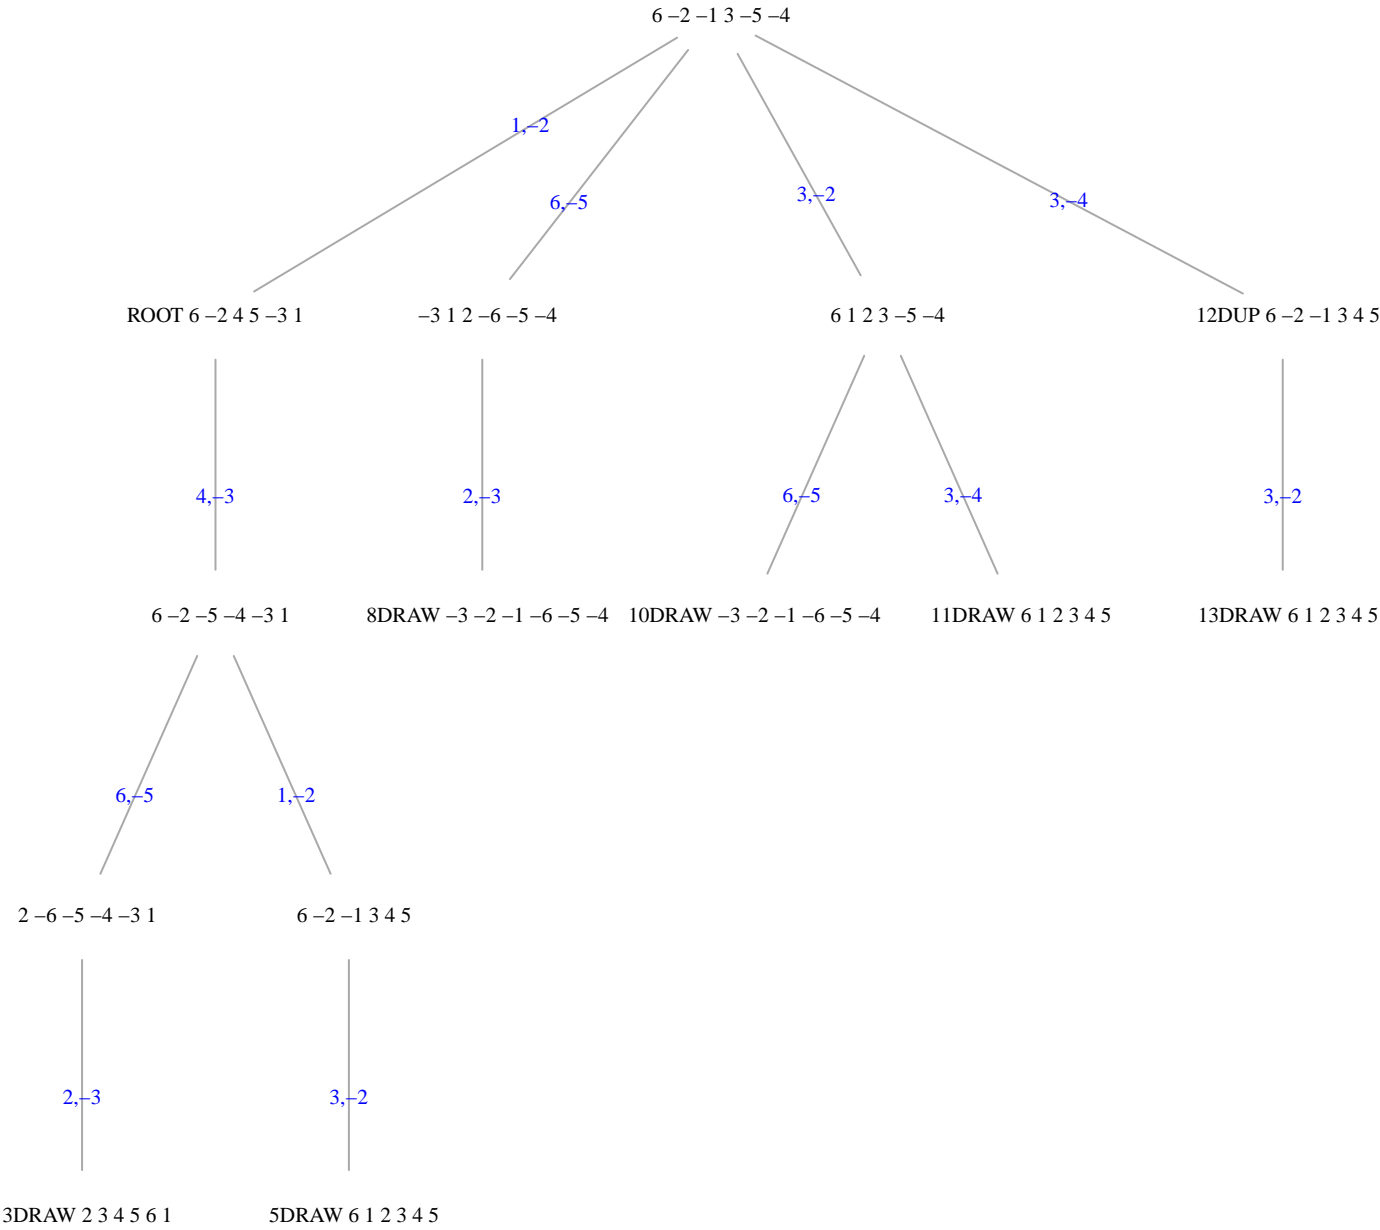 6 –2 –1 3 –5 –4
1,–2
6,–5
3,–2
3,–4
ROOT 6 –2 4 5 –3 1
–3 1 2 –6 –5 –4
6 1 2 3 –5 –4
12DUP 6 –2 –1 3 4 5
4,–3
2,–3
6,–5
3,–4
3,–2
6 –2 –5 –4 –3 1
8DRAW –3 –2 –1 –6 –5 –4
10DRAW –3 –2 –1 –6 –5 –4
11DRAW 6 1 2 3 4 5
13DRAW 6 1 2 3 4 5
6,–5
1,–2
2 –6 –5 –4 –3 1
6 –2 –1 3 4 5
2,–3
3,–2
3DRAW 2 3 4 5 6 1
5DRAW 6 1 2 3 4 5